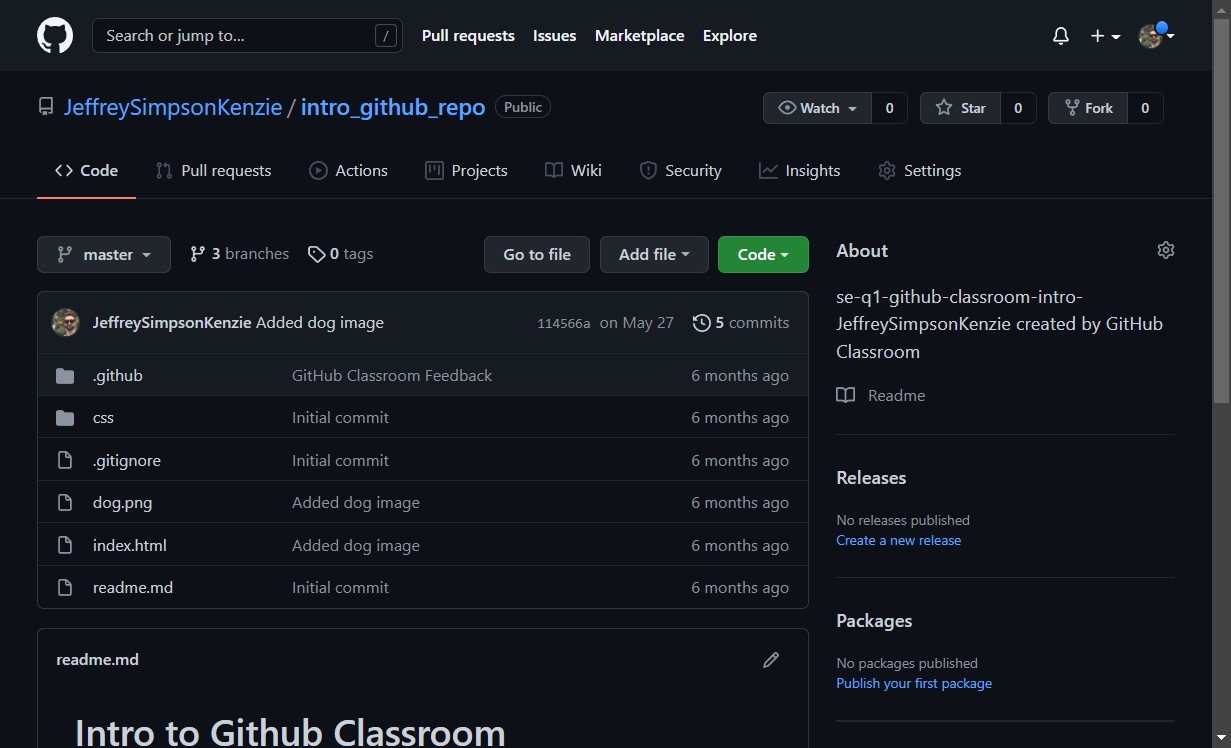 Search or jump to... / Pull requests Issues Marketplace Explore
JeffreySimpsonKenzie / intro_github_repo Public Watch 0 Star 0 Fork 0
Code Pull requests Actions Projects Wiki Security Insights Settings
master 3 branches 0 tags Go to file Add file Code
JeffreySimpsonKenzie Added dog image 114566a on May 27 5 commits
.github GitHub Classroom Feedback 6 months ago
css Initial commit 6 months ago
.gitignore Initial commit 6 months ago
dog.png Added dog image 6 months ago
index.html Added dog image 6 months ago
readme.md Initial commit 6 months ago
readme.md
Intro to Github Classroom
About
se-q1-github-classroom-intro-
JeffreySimpsonKenzie created by GitHub
Classroom
Readme
Releases
No releases published
Create a new release
Packages
No packages published
Publish your first package